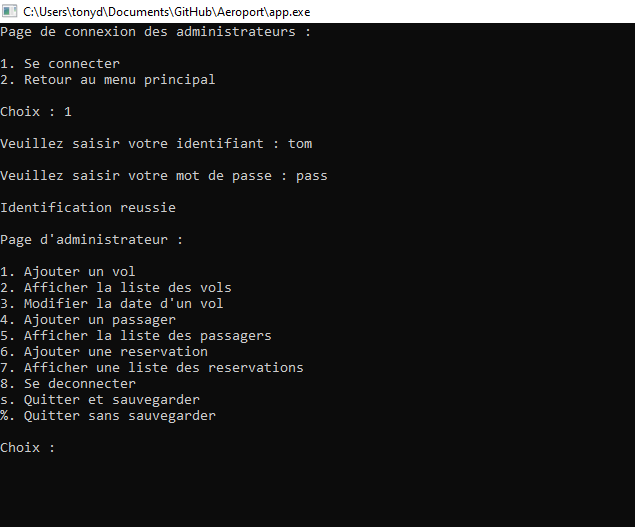 C:\Users\tonyd\Documents\GitHub\Aeroport\app.exe
Page de connexion des administrateurs :
1. Se connecter
2. Retour au menu principal
Choix : 1
Veuillez saisir votre identifiant : tom
Veuillez saisir votre mot de passe : pass
Identification reussie
Page d'administrateur :
1. Ajouter un vol
2. Afficher la liste des vols
3. Modifier la date d'un vol
4. Ajouter un passager
5. Afficher la liste des passagers
6. Ajouter une reservation
7. Afficher une liste des reservations
8. Se deconnecter
s. Quitter et sauvegarder
%. Quitter sans sauvegarder
Choix :